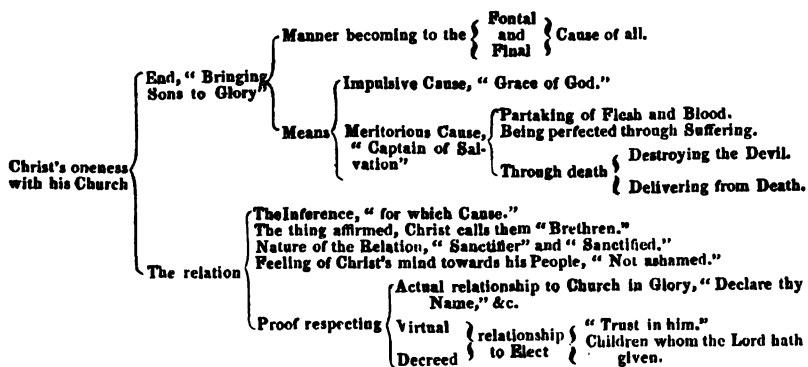 Manner becoming to the { Fontal and Final } Cause of all.
End, "Bringing Sons to Glory"
Impulsive Cause, "Grace of God."
Means
Meritorious Cause, "Captain of Salvation"
Partaking of Flesh and Blood.
Being perfected through Suffering.
Through death
Destroying the Devil.
Delivering from Death.
Christ's oneness
with his Church
The Inference, "for which Cause."
The thing affirmed, Christ calls them "Brethren."
Nature of the Relation, "Sanctifier" and "Sanctified."
Feeling of Christ's mind towards his People, "Not ashamed."
The relation
Proof respecting
Actual relationship to Church in Glory, "Declare thy
Name," &c.
Virtual
Decreed
relationship
to Elect
"Trust in him."
Children whom the Lord hath
given.